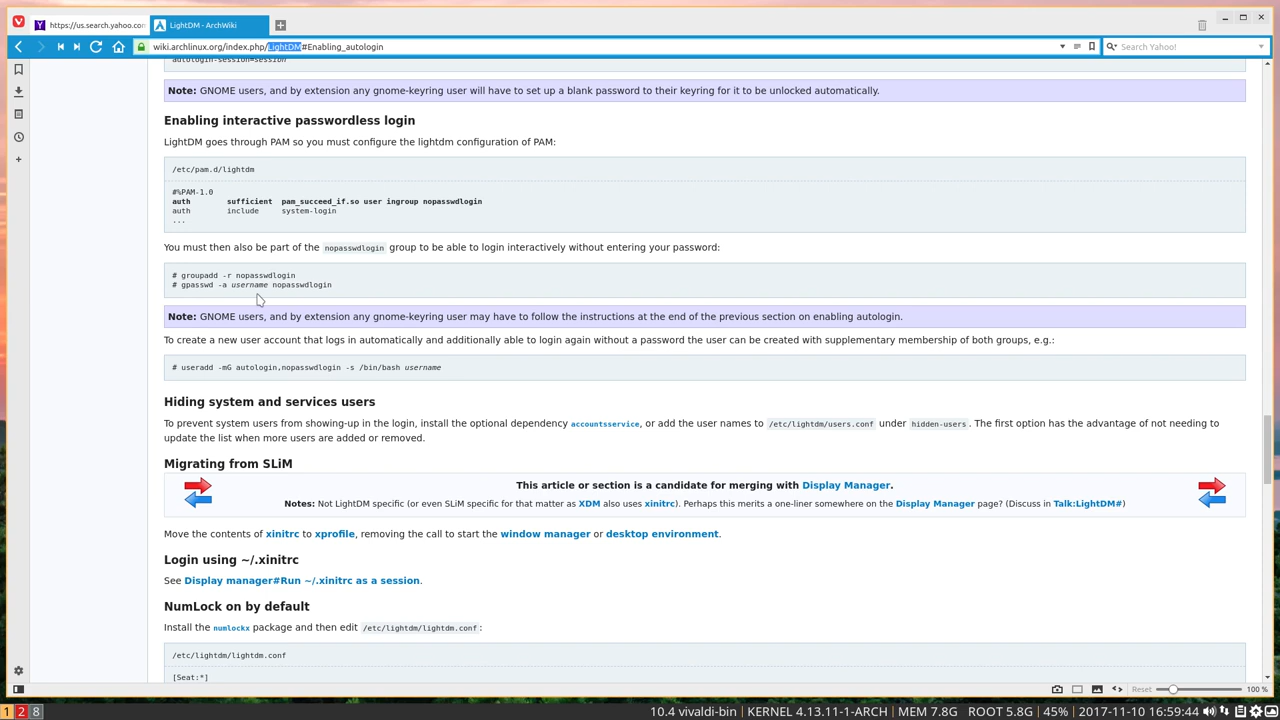 https://us.search.yahoo.com
LightDM - ArchWiki
wiki.archlinux.org/index.php/LightDM#Enabling_autologin
Search Yahoo!
autologin-session=session
Note: GNOME users, and by extension any gnome-keyring user will have to set up a blank password to their keyring for it to be unlocked automatically.
Enabling interactive passwordless login
LightDM goes through PAM so you must configure the lightdm configuration of PAM:
/etc/pam.d/lightdm
#%PAM-1.0
auth sufficient pam_succeed_if.so user ingroup nopasswdlogin
auth include system-login
...
You must then also be part of the nopasswdlogin group to be able to login interactively without entering your password:
# groupadd -r nopasswdlogin
# gpasswd -a username nopasswdlogin
Note: GNOME users, and by extension any gnome-keyring user may have to follow the instructions at the end of the previous section on enabling autologin.
To create a new user account that logs in automatically and additionally able to login again without a password the user can be created with supplementary membership of both groups, e.g.:
# useradd -mG autologin,nopasswdlogin -s /bin/bash username
Hiding system and services users
To prevent system users from showing-up in the login, install the optional dependency accountsservice, or add the user names to /etc/lightdm/users.conf under hidden-users. The first option has the advantage of not needing to
update the list when more users are added or removed.
Migrating from SLiM
This article or section is a candidate for merging with Display Manager.
Notes: Not LightDM specific (or even SLiM specific for that matter as XDM also uses xinitrc). Perhaps this merits a one-liner somewhere on the Display Manager page? (Discuss in Talk:LightDM#)
Move the contents of xinitrc to xprofile, removing the call to start the window manager or desktop environment.
Login using ~/.xinitrc
See Display manager#Run ~/.xinitrc as a session.
NumLock on by default
Install the numlockx package and then edit /etc/lightdm/lightdm.conf:
/etc/lightdm/lightdm.conf
[Seat:*]
Reset
100 %
1 2 8
10.4 vivaldi-bin | KERNEL 4.13.11-1-ARCH | MEM 7.8G | ROOT 5.8G | 45% | 2017-11-10 16:59:44